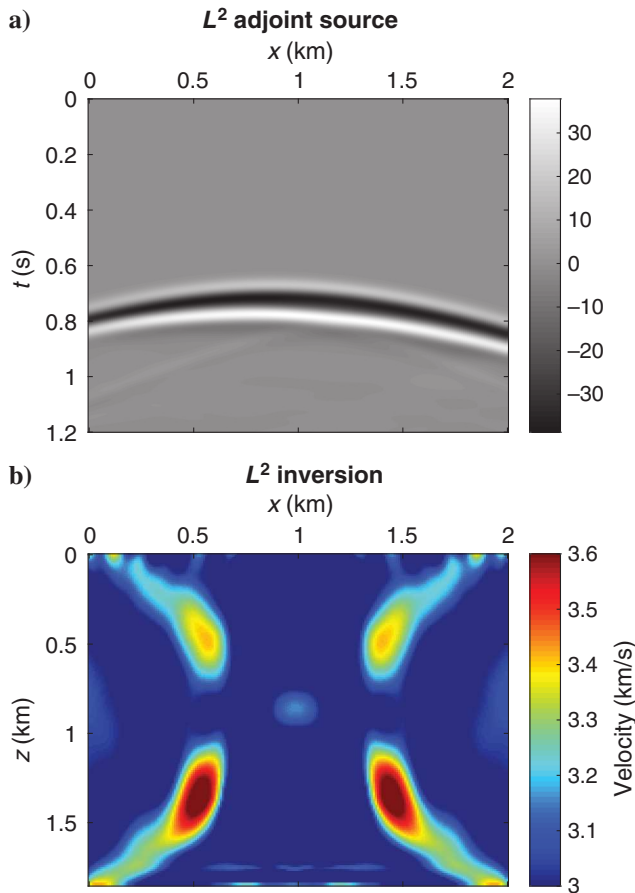 a)
L² adjoint source
x (km)
0 0.5 1 1.5 2
0
0.2
0.4
0.6
0.8
1
1.2
t (s)
30
20
10
0
−10
−20
−30
b)
L² inversion
x (km)
0 0.5 1 1.5 2
0
0.5
1
1.5
z (km)
3.6
3.5
3.4
3.3
3.2
3.1
3
Velocity (km/s)